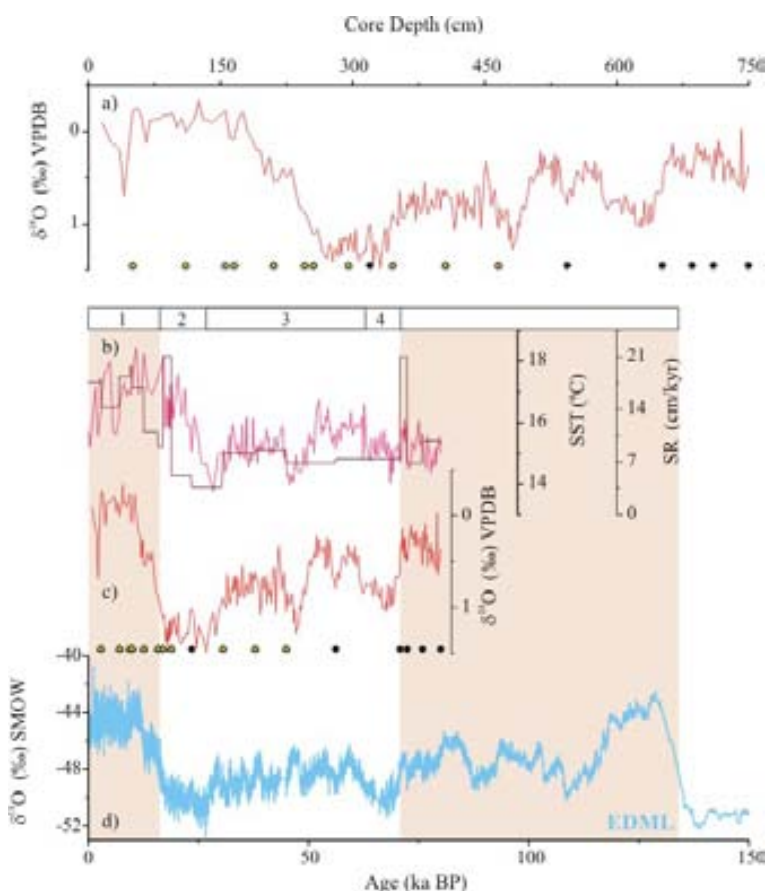 Core Depth (cm)
0 150 300 450 600 750
a)
δ¹⁸O (‰) VPDB
0
1
1 2 3 4
b)
18
16
15
14
SST (ºC)
21
14
7
0
SR (cm/kyr)
0
1
δ¹⁸O (‰) VPDB
c)
-40
-44
-48
-52
δ¹⁸O (‰) SMOW
d)
EDML
0 50 100 150
Age (ka BP)